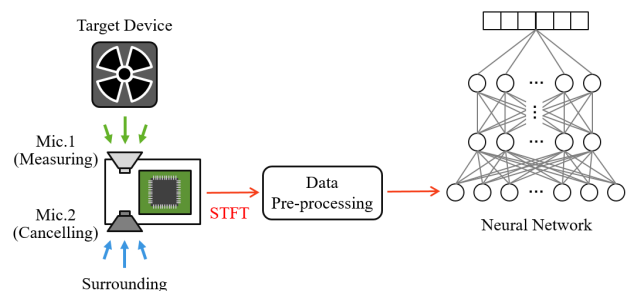 Target Device
Mic.1
(Measuring)
Mic.2
(Cancelling)
Surrounding
STFT
Data
Pre-processing
Neural Network